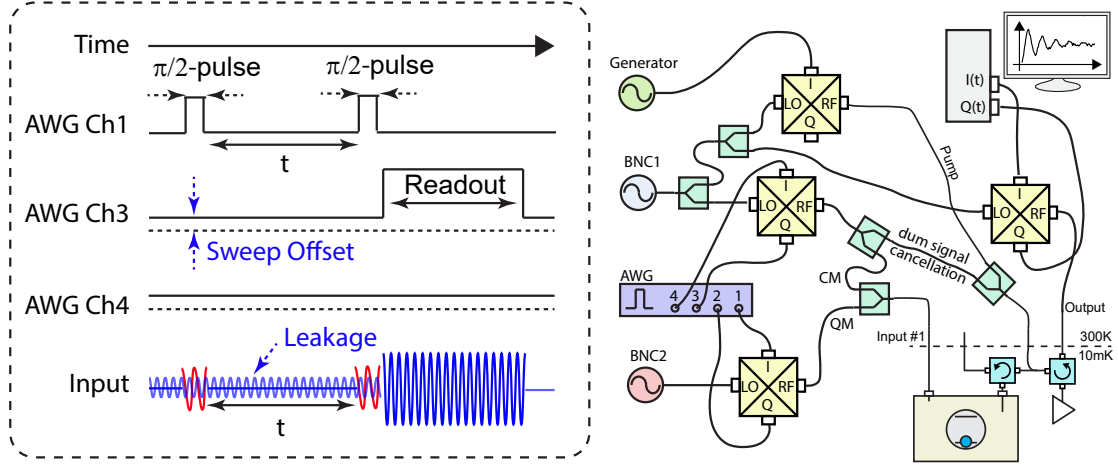 Time
π/2-pulse
π/2-pulse
AWG Ch1
t
AWG Ch3
Readout
Sweep Offset
AWG Ch4
Leakage
Input
t
Generator
I
LO
RF
Q
I(t)
Q(t)
BNC1
Pump
I
LO
RF
Q
I
LO
RF
Q
dum signal
cancellation
AWG
4 3 2 1
CM
QM
BNC2
I
LO
RF
Q
Input #1
Output
300K
10mK